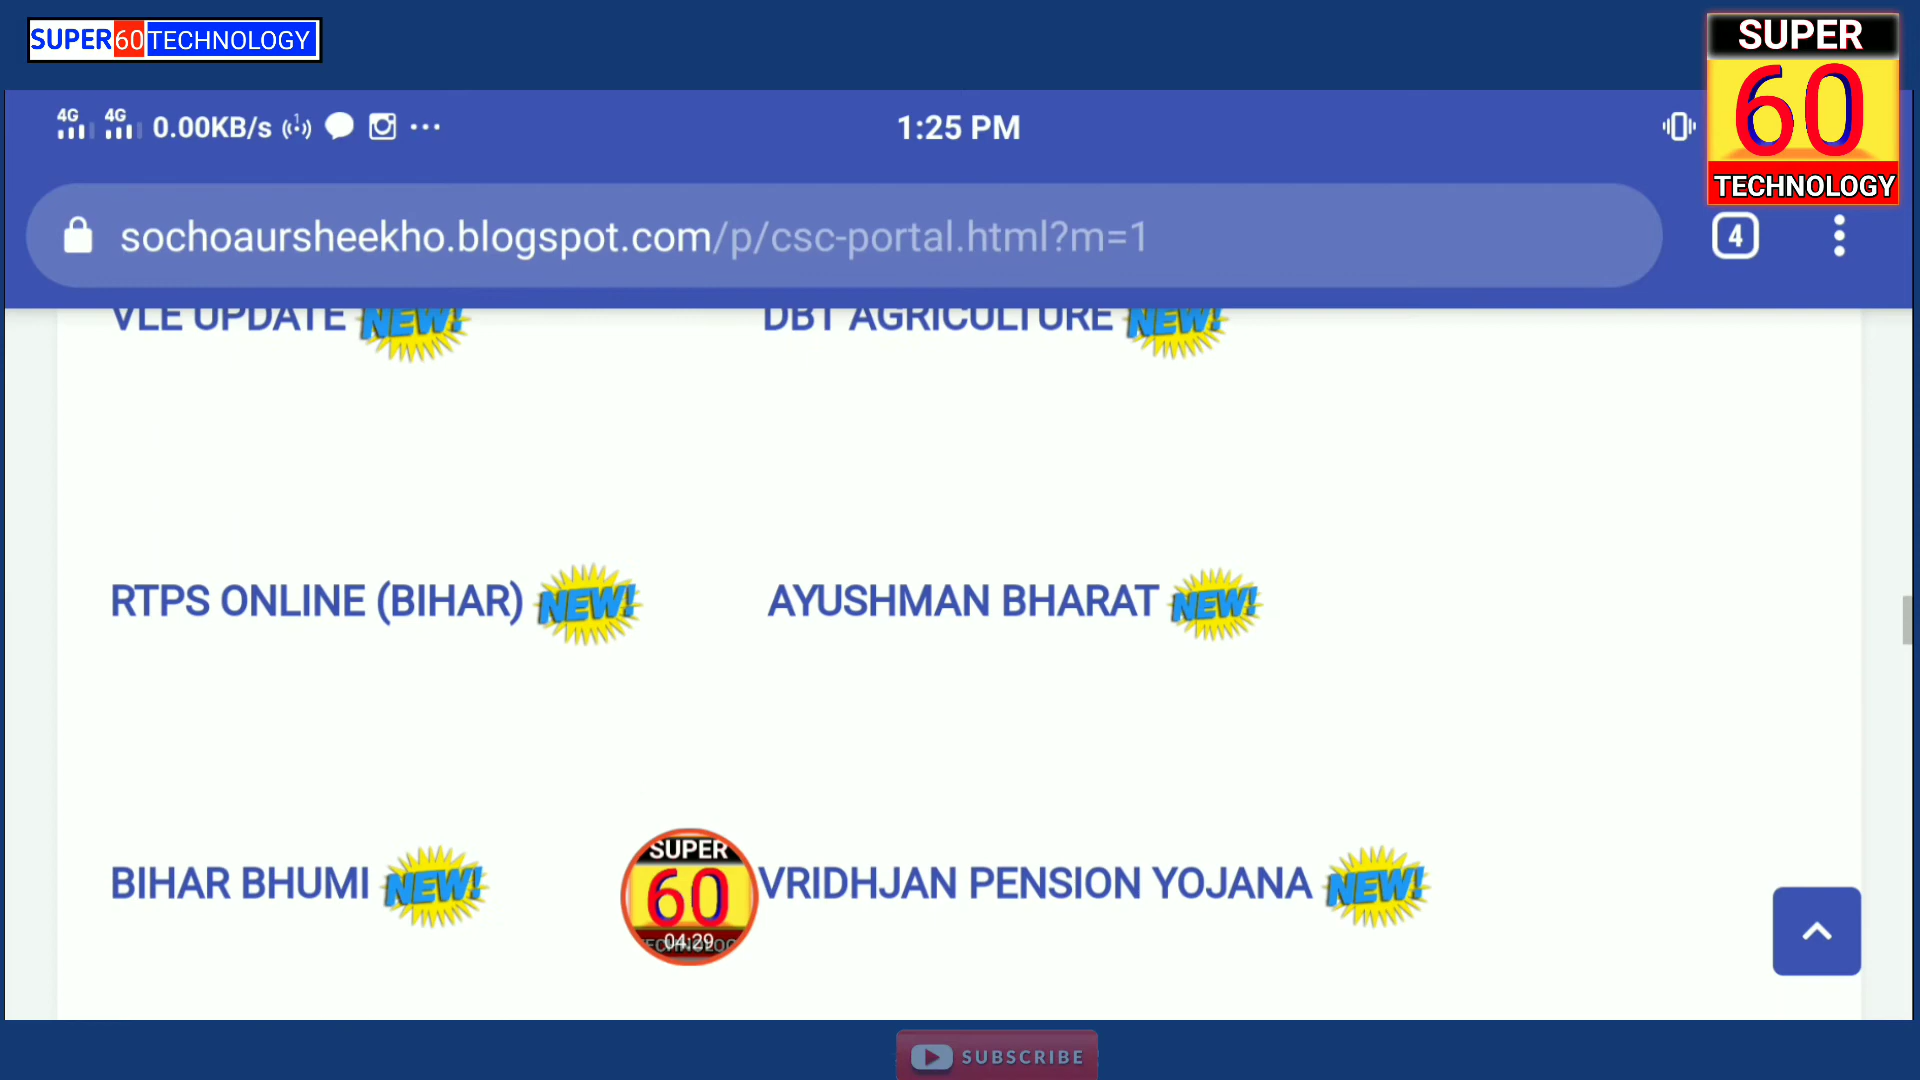 SUPER60TECHNOLOGY
SUPER
60
TECHNOLOGY
4G 4G 0.00KB/s 1:25 PM
sochoaursheekho.blogspot.com/p/csc-portal.html?m=1 4
VLE UPDATE NEW! DBT AGRICULTURE NEW!
RTPS ONLINE (BIHAR) NEW! AYUSHMAN BHARAT NEW!
BIHAR BHUMI NEW! VRIDHJAN PENSION YOJANA NEW!
SUPER
60
04:29
SUBSCRIBE